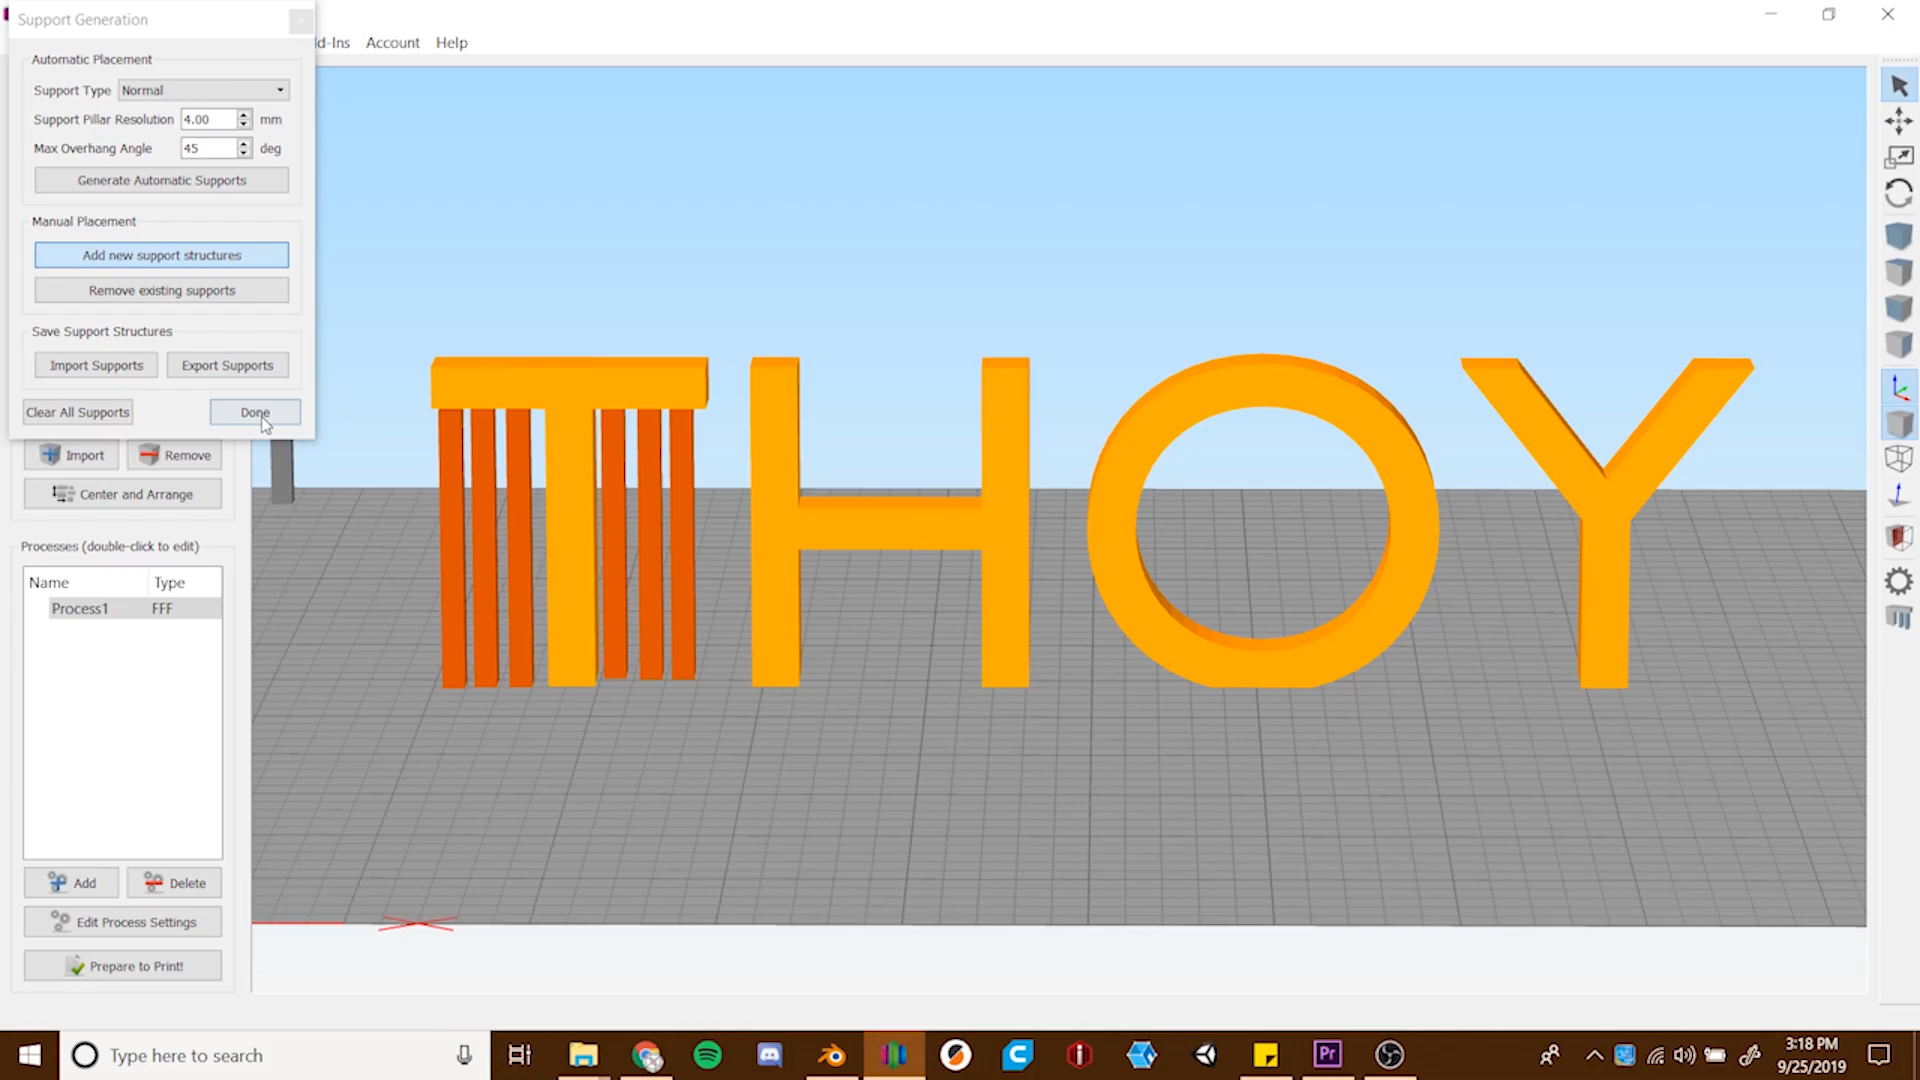 Support Generation
d-Ins Account Help
Automatic Placement
Support Type Normal
Support Pillar Resolution 4.00 mm
Max Overhang Angle 45 deg
Generate Automatic Supports
Manual Placement
Add new support structures
Remove existing supports
Save Support Structures
Import Supports Export Supports
Clear All Supports Done
Import Remove
Center and Arrange
Processes (double-click to edit)
Name Type
Process1 FFF
Add Delete
Edit Process Settings
Prepare to Print!
THOY
Type here to search
Pr
3:18 PM
9/25/2019